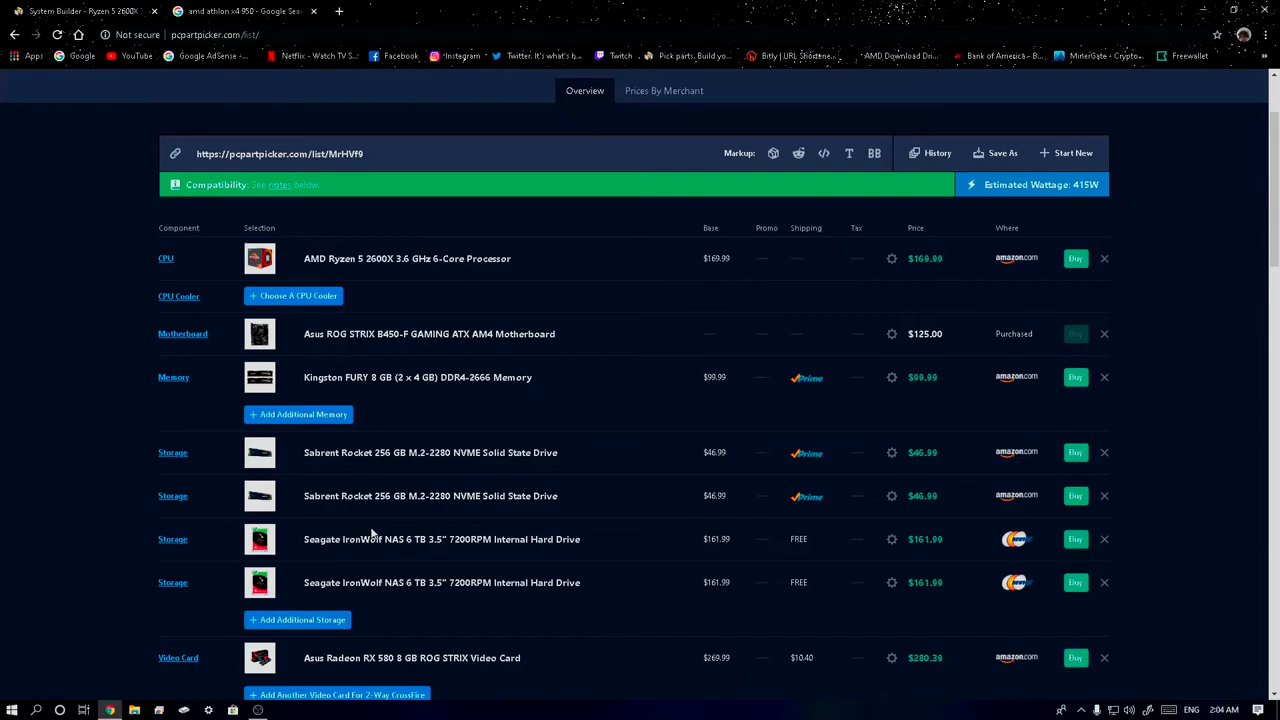 System Builder - Ryzen 5 2600X
amd athlon x4 950 - Google Sear
Not secure
pcpartpicker.com/list/
Apps
Google
YouTube
Google AdSense -...
Netflix - Watch TV S...
Facebook
Instagram
Twitter. It's what's h...
Twitch
Pick parts. Build yo...
Bitly | URL Shortene...
AMD Download Dri...
Bank of America - B...
MinerGate - Crypto...
Freewallet
Overview
Prices By Merchant
https://pcpartpicker.com/list/MrHVf9
Markup:
BB
History
Save As
Start New
Compatibility: See notes below.
Estimated Wattage: 415W
Component Selection Base Promo Shipping Tax Price Where
CPU AMD Ryzen 5 2600X 3.6 GHz 6-Core Processor $169.99 — — — $169.99 amazon.com Buy
CPU Cooler + Choose A CPU Cooler
Motherboard Asus ROG STRIX B450-F GAMING ATX AM4 Motherboard — — — — $125.00 Purchased Buy
Memory Kingston FURY 8 GB (2 x 4 GB) DDR4-2666 Memory $99.99 — Prime — $99.99 amazon.com Buy
+ Add Additional Memory
Storage Sabrent Rocket 256 GB M.2-2280 NVME Solid State Drive $46.99 — Prime — $46.99 amazon.com Buy
Storage Sabrent Rocket 256 GB M.2-2280 NVME Solid State Drive $46.99 — Prime — $46.99 amazon.com Buy
Storage Seagate IronWolf NAS 6 TB 3.5" 7200RPM Internal Hard Drive $161.99 — FREE — $161.99 Buy
Storage Seagate IronWolf NAS 6 TB 3.5" 7200RPM Internal Hard Drive $161.99 — FREE — $161.99 Buy
+ Add Additional Storage
Video Card Asus Radeon RX 580 8 GB ROG STRIX Video Card $269.99 — $10.40 — $280.39 amazon.com Buy
+ Add Another Video Card For 2-Way CrossFire
ENG
2:04 AM